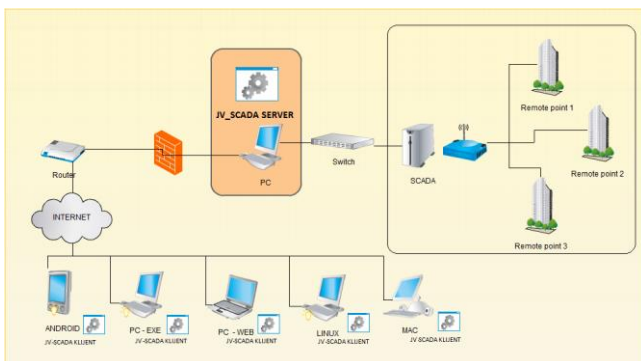 JV_SCADA SERVER
PC
Router
Switch
SCADA
Remote point 1
Remote point 2
Remote point 3
INTERNET
ANDROID
JV-SCADA KLIJENT
PC - EXE
JV-SCADA KLIJENT
PC - WEB
JV-SCADA KLIJENT
LINUX
JV-SCADA KLIJENT
MAC
JV SCADA KLIJENT